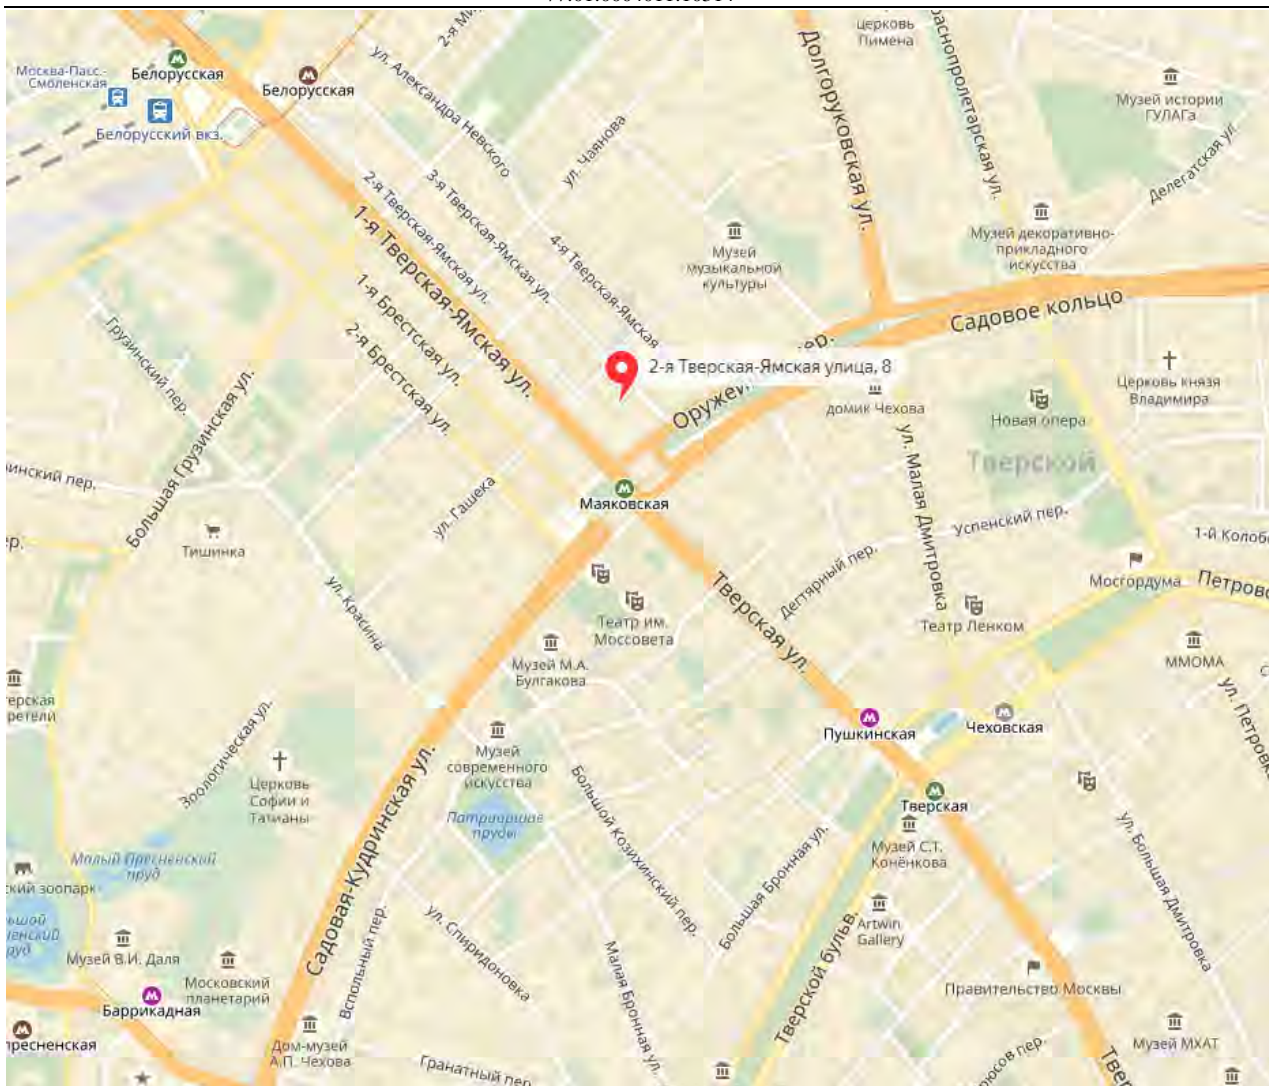 церковь
Пимена
Москва-Пасс.-
Смоленская
Белорусская
Белорусская
Белорусский вкз.
ул. Александра Невского
ул. Чаянова
Долгоруковская ул.
Музей истории
ГУЛАГа
Делегатская ул.
2-я Тверская-Ямская ул.
3-я Тверская-Ямская ул.
4-я Тверская-Ямская
1-я Тверская-Ямская ул.
1-я Брестская ул.
2-я Брестская ул.
Музей
музыкальной
культуры
Музей декоративно-
прикладного
искусства
Садовое кольцо
Грузинский пер.
Большая Грузинская ул.
2-я Тверская-Ямская улица, 8
домик Чехова
Новая опера
Церковь князя
Владимира
Тверской
ул. Малая Дмитровка
Успенский пер.
Дегтярный пер.
Маяковская
ул. Гашека
Тишинка
ул. Красина
Мосгордума
Театр им.
Моссовета
Тверская ул.
Театр Ленком
Музей М.А.
Булгакова
ММОМА
Пушкинская
Чеховская
Тверская
Зоологическая ул.
Церковь
Софии и
Татианы
Музей
современного
искусства
Патриаршие
пруды
Садовая-Кудринская ул.
Большой Козихинский пер.
Большая Бронная ул.
Музей С.Т.
Конёнкова
ул. Большая Дмитровка
Малый Пресненский
пруд
Artwin
Gallery
Тверской бульв.
Музей В.И. Даля
Московский
планетарий
Вспольный пер.
ул. Спиридоновка
Малая Бронная ул.
Правительство Москвы
Баррикадная
Дом-музей
А.П. Чехова
Музей МХАТ